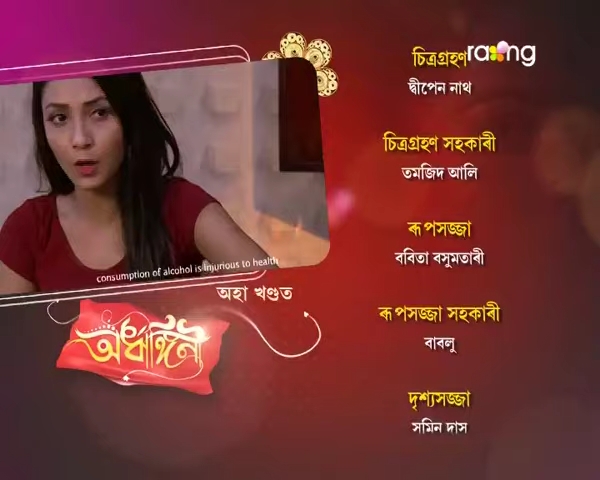 rang
চিত্ৰগ্ৰহণ
দ্বীপেন নাথ
চিত্ৰগ্ৰহণ সহকাৰী
তমজিদ আলি
ৰূপসজ্জা
ববিতা বসুমতাৰী
ৰূপসজ্জা সহকাৰী
বাবলু
দৃশ্যসজ্জা
সমিন দাস
consumption of alcohol is injurious to health
অহা খণ্ডত
অৰ্ধাঙ্গিনী